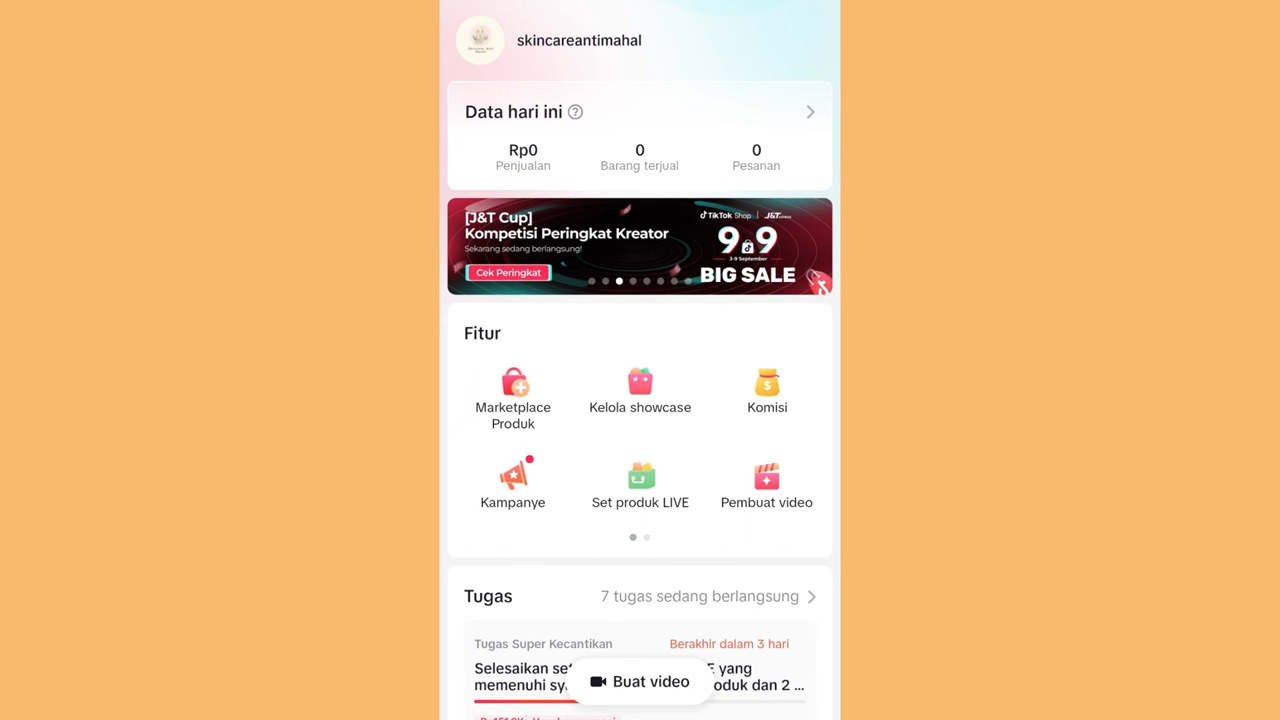 skincareantimahal
Data hari ini
Rp0 0 0
Penjualan Barang terjual Pesanan
[J&T Cup]
Kompetisi Peringkat Kreator
Sekarang sedang berlangsung!
Cek Peringkat
TikTok Shop | J&T EXPRESS
9 9
3-9 September
BIG SALE
Fitur
Marketplace
Produk
Kelola showcase
Komisi
Kampanye
Set produk LIVE
Pembuat video
Tugas
7 tugas sedang berlangsung
Tugas Super Kecantikan
Berakhir dalam 3 hari
Selesaikan yang
memenuhi produk dan 2 ...
Buat video